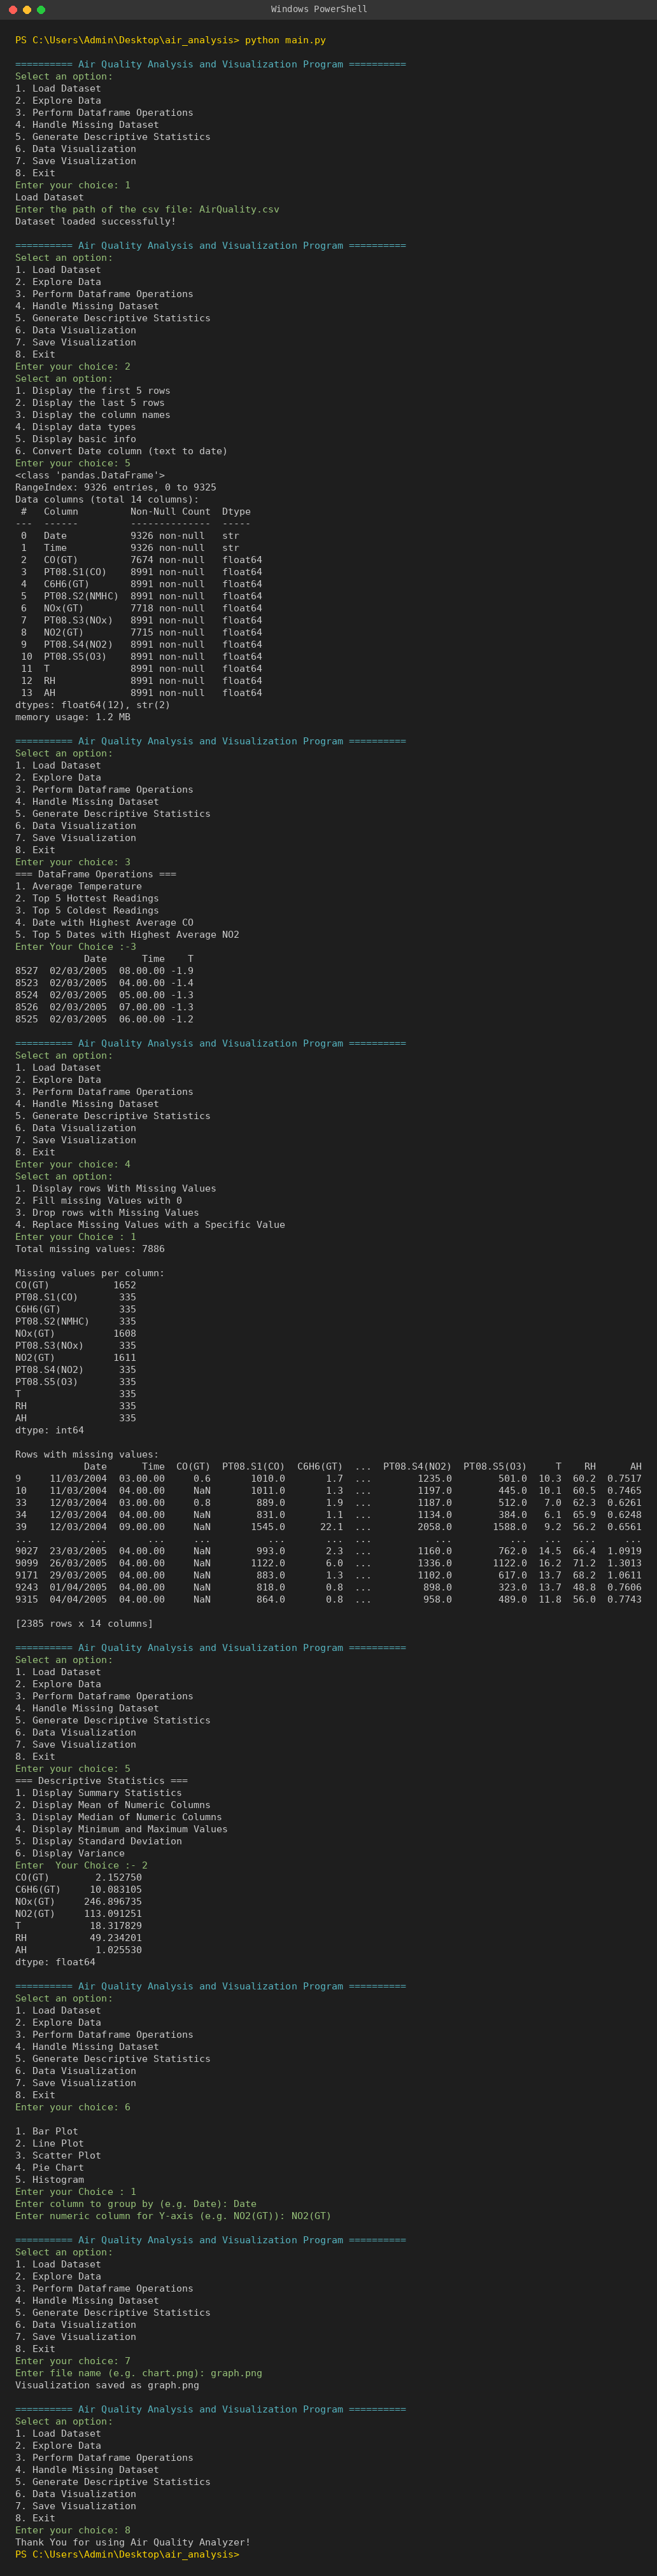 Windows PowerShell
PS C:\Users\Admin\Desktop\air_analysis> python main.py
========== Air Quality Analysis and Visualization Program ==========
Select an option:
1. Load Dataset
2. Explore Data
3. Perform Dataframe Operations
4. Handle Missing Dataset
5. Generate Descriptive Statistics
6. Data Visualization
7. Save Visualization
8. Exit
Enter your choice: 1
Load Dataset
Enter the path of the csv file: AirQuality.csv
Dataset loaded successfully!
========== Air Quality Analysis and Visualization Program ==========
Select an option:
1. Load Dataset
2. Explore Data
3. Perform Dataframe Operations
4. Handle Missing Dataset
5. Generate Descriptive Statistics
6. Data Visualization
7. Save Visualization
8. Exit
Enter your choice: 2
Select an option:
1. Display the first 5 rows
2. Display the last 5 rows
3. Display the column names
4. Display data types
5. Display basic info
6. Convert Date column (text to date)
Enter your choice: 5
<class 'pandas.DataFrame'>
RangeIndex: 9326 entries, 0 to 9325
Data columns (total 14 columns):
 #   Column         Non-Null Count  Dtype
---  ------         --------------  -----
 0   Date           9326 non-null   str
 1   Time           9326 non-null   str
 2   CO(GT)         7674 non-null   float64
 3   PT08.S1(CO)    8991 non-null   float64
 4   C6H6(GT)       8991 non-null   float64
 5   PT08.S2(NMHC)  8991 non-null   float64
 6   NOx(GT)        7718 non-null   float64
 7   PT08.S3(NOx)   8991 non-null   float64
 8   NO2(GT)        7715 non-null   float64
 9   PT08.S4(NO2)   8991 non-null   float64
 10  PT08.S5(O3)    8991 non-null   float64
 11  T              8991 non-null   float64
 12  RH             8991 non-null   float64
 13  AH             8991 non-null   float64
dtypes: float64(12), str(2)
memory usage: 1.2 MB
========== Air Quality Analysis and Visualization Program ==========
Select an option:
1. Load Dataset
2. Explore Data
3. Perform Dataframe Operations
4. Handle Missing Dataset
5. Generate Descriptive Statistics
6. Data Visualization
7. Save Visualization
8. Exit
Enter your choice: 3
=== DataFrame Operations ===
1. Average Temperature
2. Top 5 Hottest Readings
3. Top 5 Coldest Readings
4. Date with Highest Average CO
5. Top 5 Dates with Highest Average NO2
Enter Your Choice :-3
            Date      Time    T
8527  02/03/2005  08.00.00 -1.9
8523  02/03/2005  04.00.00 -1.4
8524  02/03/2005  05.00.00 -1.3
8526  02/03/2005  07.00.00 -1.3
8525  02/03/2005  06.00.00 -1.2
========== Air Quality Analysis and Visualization Program ==========
Select an option:
1. Load Dataset
2. Explore Data
3. Perform Dataframe Operations
4. Handle Missing Dataset
5. Generate Descriptive Statistics
6. Data Visualization
7. Save Visualization
8. Exit
Enter your choice: 4
Select an option:
1. Display rows With Missing Values
2. Fill missing Values with 0
3. Drop rows with Missing Values
4. Replace Missing Values with a Specific Value
Enter your Choice : 1
Total missing values: 7886
Missing values per column:
CO(GT)           1652
PT08.S1(CO)       335
C6H6(GT)          335
PT08.S2(NMHC)     335
NOx(GT)          1608
PT08.S3(NOx)      335
NO2(GT)          1611
PT08.S4(NO2)      335
PT08.S5(O3)       335
T                 335
RH                335
AH                335
dtype: int64
Rows with missing values:
            Date      Time  CO(GT)  PT08.S1(CO)  C6H6(GT)  ...  PT08.S4(NO2)  PT08.S5(O3)     T    RH      AH
9     11/03/2004  03.00.00     0.6       1010.0       1.7  ...        1235.0        501.0  10.3  60.2  0.7517
10    11/03/2004  04.00.00     NaN       1011.0       1.3  ...        1197.0        445.0  10.1  60.5  0.7465
33    12/03/2004  03.00.00     0.8        889.0       1.9  ...        1187.0        512.0   7.0  62.3  0.6261
34    12/03/2004  04.00.00     NaN        831.0       1.1  ...        1134.0        384.0   6.1  65.9  0.6248
39    12/03/2004  09.00.00     NaN       1545.0      22.1  ...        2058.0       1588.0   9.2  56.2  0.6561
...          ...       ...     ...          ...       ...  ...           ...          ...   ...   ...     ...
9027  23/03/2005  04.00.00     NaN        993.0       2.3  ...        1160.0        762.0  14.5  66.4  1.0919
9099  26/03/2005  04.00.00     NaN       1122.0       6.0  ...        1336.0       1122.0  16.2  71.2  1.3013
9171  29/03/2005  04.00.00     NaN        883.0       1.3  ...        1102.0        617.0  13.7  68.2  1.0611
9243  01/04/2005  04.00.00     NaN        818.0       0.8  ...         898.0        323.0  13.7  48.8  0.7606
9315  04/04/2005  04.00.00     NaN        864.0       0.8  ...         958.0        489.0  11.8  56.0  0.7743
[2385 rows x 14 columns]
========== Air Quality Analysis and Visualization Program ==========
Select an option:
1. Load Dataset
2. Explore Data
3. Perform Dataframe Operations
4. Handle Missing Dataset
5. Generate Descriptive Statistics
6. Data Visualization
7. Save Visualization
8. Exit
Enter your choice: 5
=== Descriptive Statistics ===
1. Display Summary Statistics
2. Display Mean of Numeric Columns
3. Display Median of Numeric Columns
4. Display Minimum and Maximum Values
5. Display Standard Deviation
6. Display Variance
Enter  Your Choice :- 2
CO(GT)        2.152750
C6H6(GT)     10.083105
NOx(GT)     246.896735
NO2(GT)     113.091251
T            18.317829
RH           49.234201
AH            1.025530
dtype: float64
========== Air Quality Analysis and Visualization Program ==========
Select an option:
1. Load Dataset
2. Explore Data
3. Perform Dataframe Operations
4. Handle Missing Dataset
5. Generate Descriptive Statistics
6. Data Visualization
7. Save Visualization
8. Exit
Enter your choice: 6
1. Bar Plot
2. Line Plot
3. Scatter Plot
4. Pie Chart
5. Histogram
Enter your Choice : 1
Enter column to group by (e.g. Date): Date
Enter numeric column for Y-axis (e.g. NO2(GT)): NO2(GT)
========== Air Quality Analysis and Visualization Program ==========
Select an option:
1. Load Dataset
2. Explore Data
3. Perform Dataframe Operations
4. Handle Missing Dataset
5. Generate Descriptive Statistics
6. Data Visualization
7. Save Visualization
8. Exit
Enter your choice: 7
Enter file name (e.g. chart.png): graph.png
Visualization saved as graph.png
========== Air Quality Analysis and Visualization Program ==========
Select an option:
1. Load Dataset
2. Explore Data
3. Perform Dataframe Operations
4. Handle Missing Dataset
5. Generate Descriptive Statistics
6. Data Visualization
7. Save Visualization
8. Exit
Enter your choice: 8
Thank You for using Air Quality Analyzer!
PS C:\Users\Admin\Desktop\air_analysis>